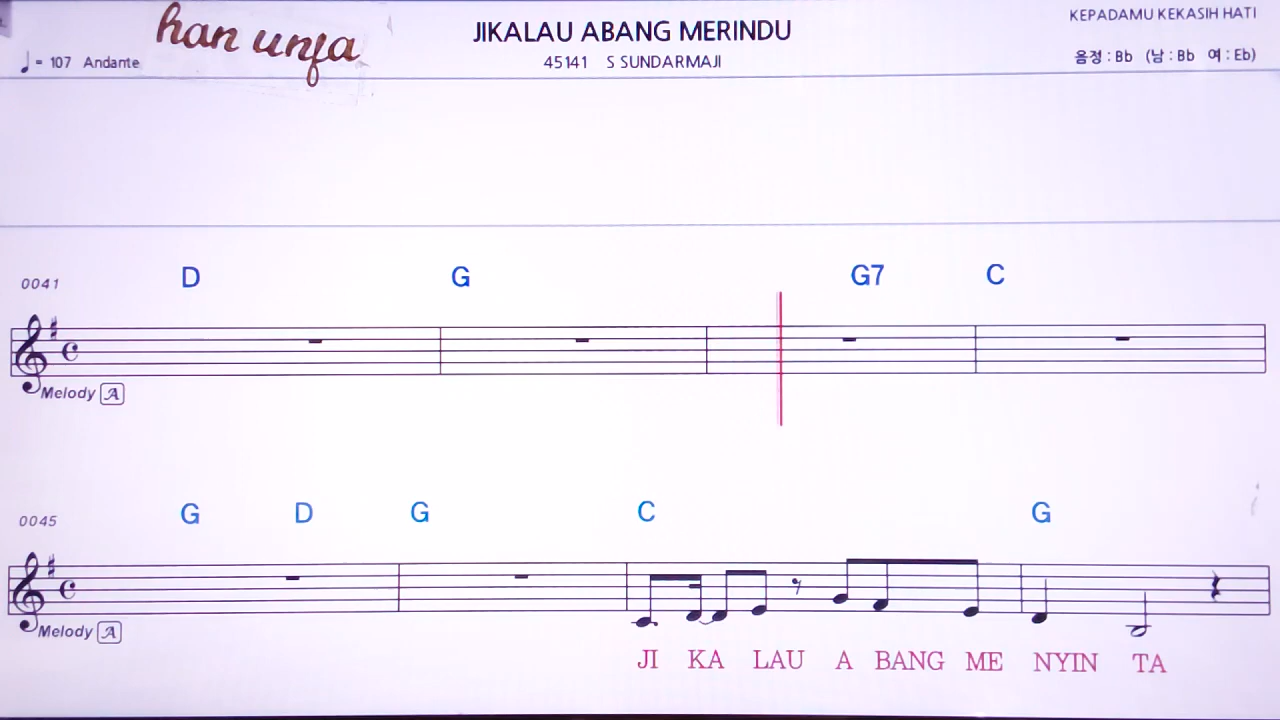 han unfa
JIKALAU ABANG MERINDU
KEPADAMU KEKASIH HATI
= 107 Andante
45141 S SUNDARMAJI
음정 : Bb (남 : Bb 여 : Eb)
0041
D G G7 C
Melody A
0045
G D G C G
Melody A
JI KA LAU A BANG ME NYIN TA